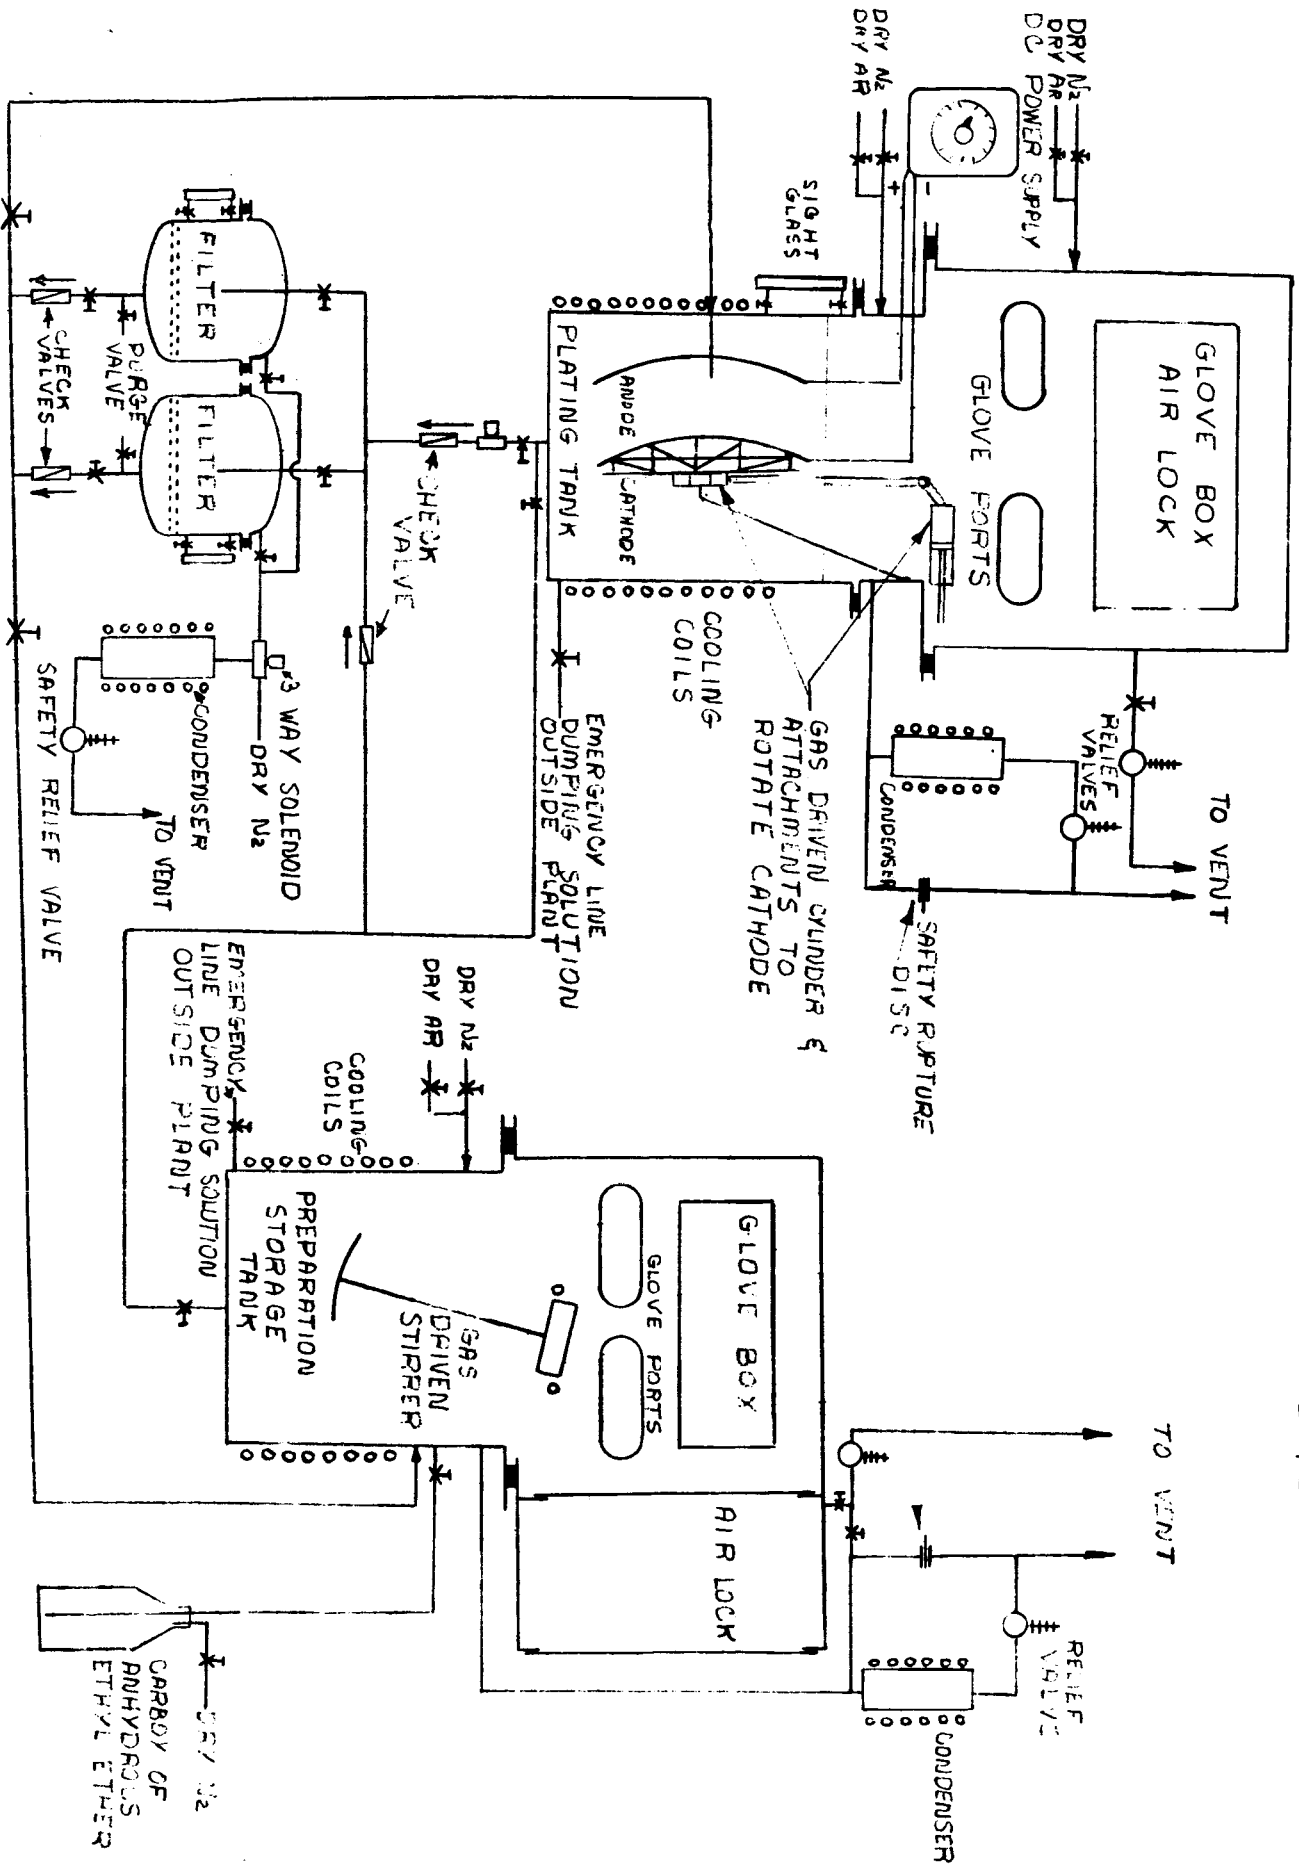 DRY N₂
DRY AR
DC POWER SUPPLY
DRY N₂
DRY AR
+
-
SIGHT
GLASS
GLOVE BOX
AIR LOCK
GLOVE PORTS
PLATING TANK
ANODE
CATHODE
COOLING
COILS
GAS DRIVEN CYLINDER &
ATTACHMENTS TO
ROTATE CATHODE
RELIEF
VALVES
TO VENT
CONDENSER
SAFETY RUPTURE
DISC
EMERGENCY LINE
DUMPING SOLUTION
OUTSIDE PLANT
CHECK
VALVE
FILTER
FILTER
PURGE
VALVE
CHECK
VALVES
3 WAY SOLENOID
DRY N₂
CONDENSER
TO VENT
SAFETY RELIEF VALVE
DRY N₂
DRY AR
COOLING
COILS
EMERGENCY
LINE DUMPING SOLUTION
OUTSIDE PLANT
GLOVE BOX
GLOVE PORTS
GAS
DRIVEN
STIRRER
PREPARATION
STORAGE
TANK
AIR LOCK
TO VENT
RELIEF
VALVE
CONDENSER
DRY N₂
CARBOY OF
ANHYDROUS
ETHYL ETHER